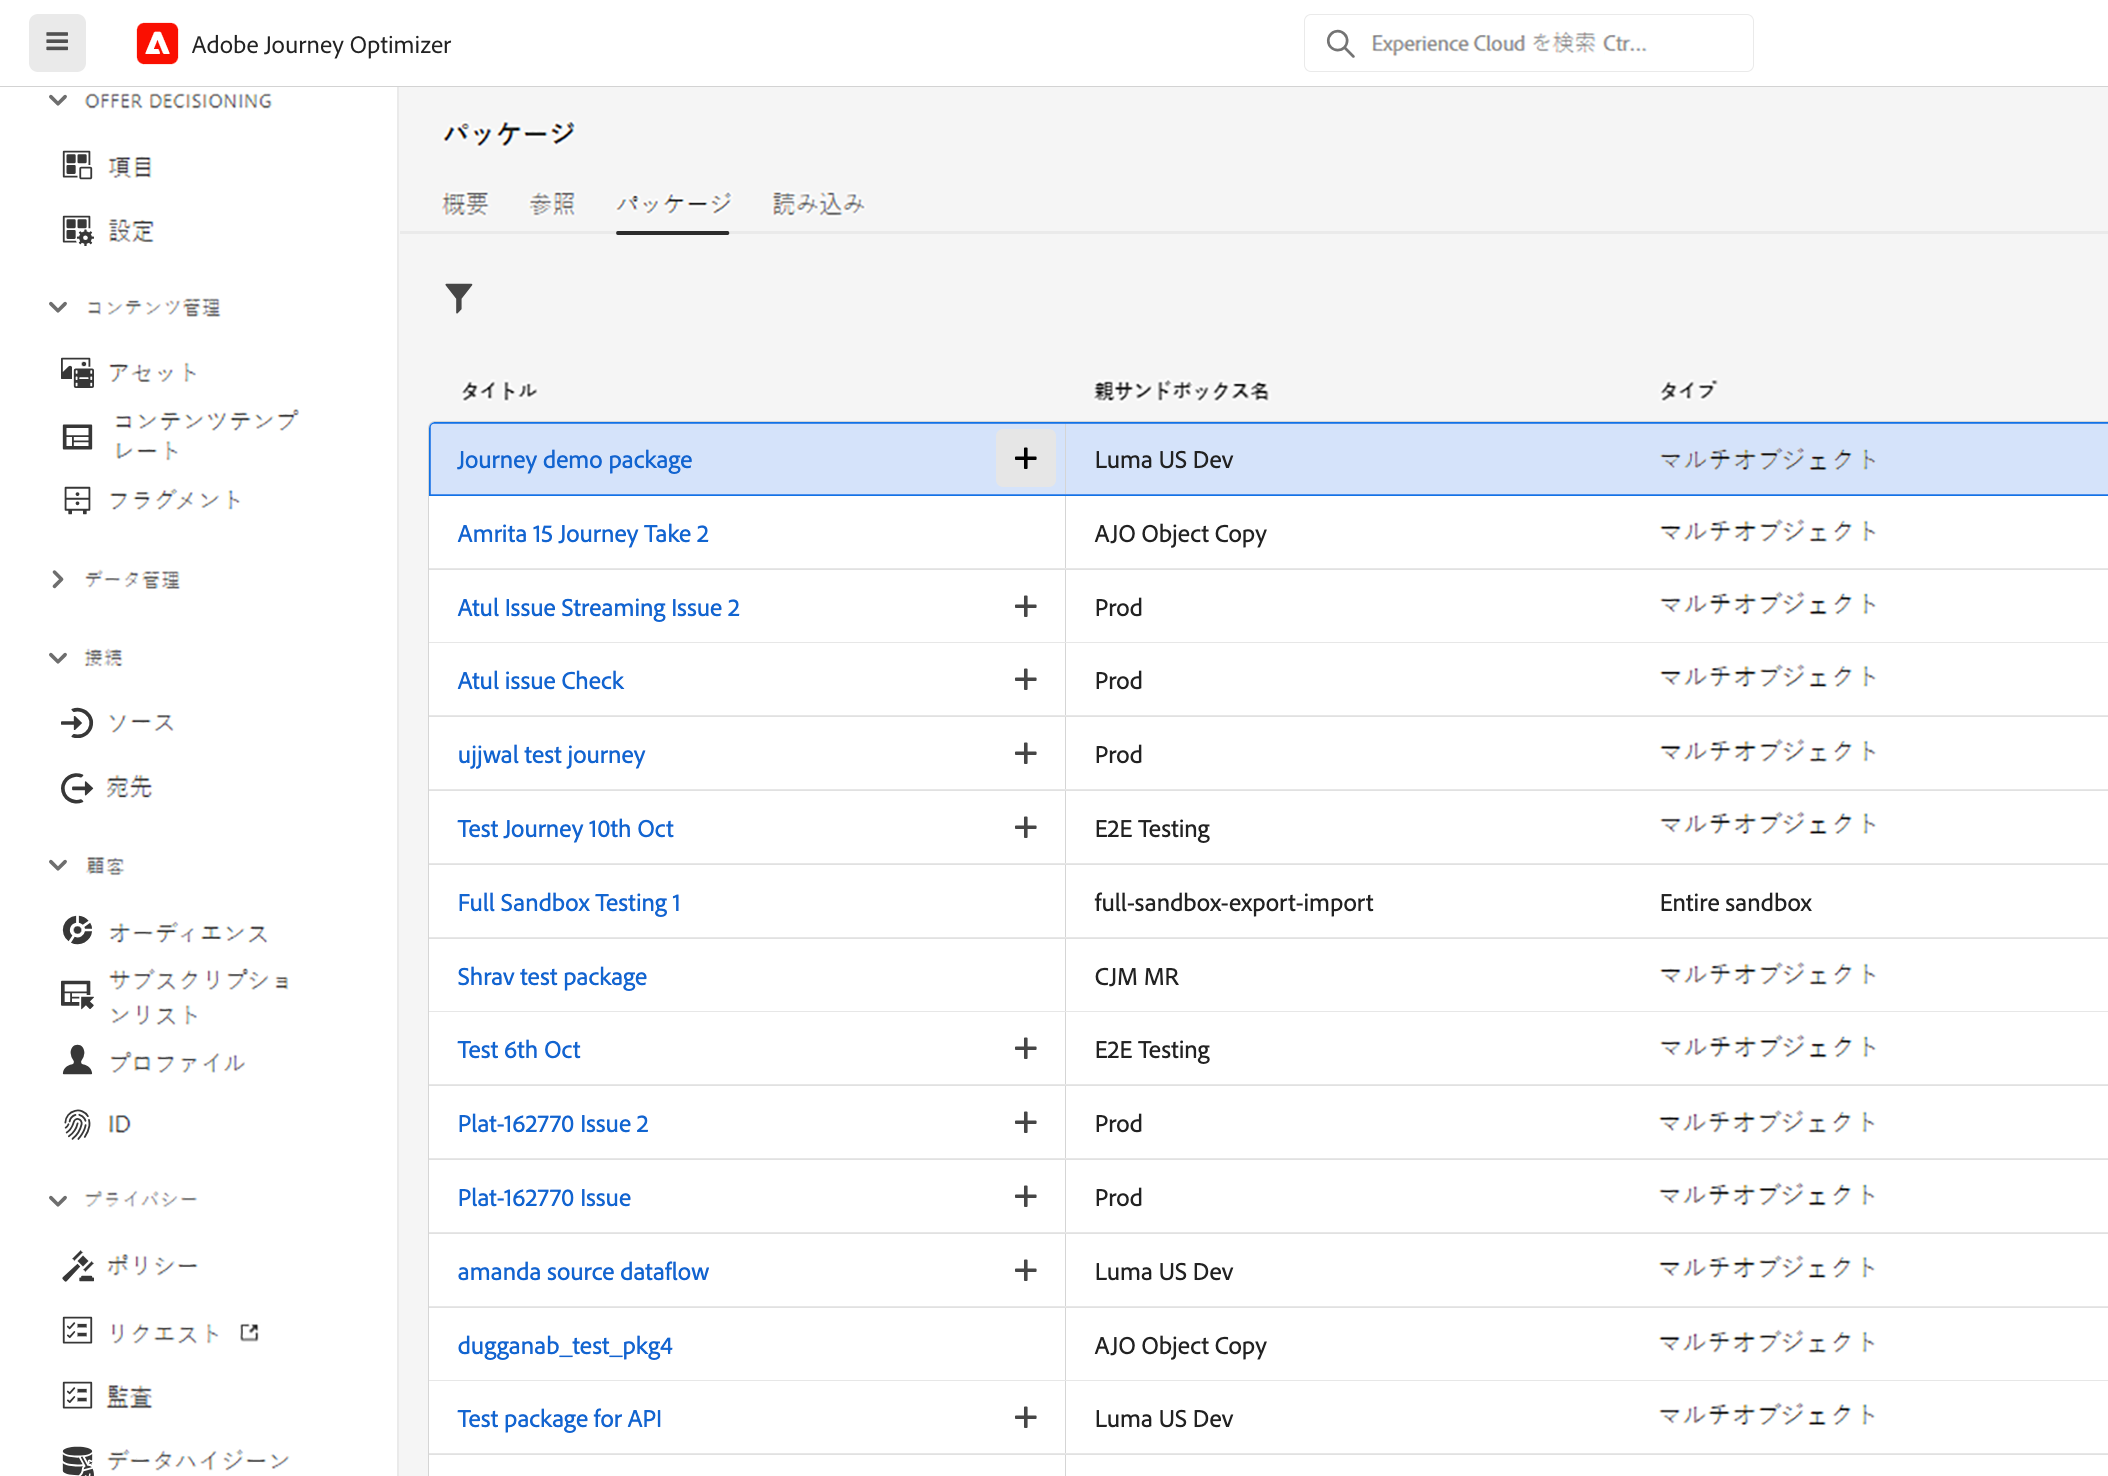 Adobe Journey Optimizer
Experience Cloud を検索 Ctr...
OFFER DECISIONING
項目
設定
コンテンツ管理
アセット
コンテンツテンプ
レート
フラグメント
データ管理
接続
ソース
宛先
顧客
オーディエンス
サブスクリプショ
ンリスト
プロファイル
ID
プライバシー
ポリシー
リクエスト
監査
データハイジーン
パッケージ
概要 参照 パッケージ 読み込み
タイトル 親サンドボックス名 タイプ
Journey demo package + Luma US Dev マルチオブジェクト
Amrita 15 Journey Take 2 AJO Object Copy マルチオブジェクト
Atul Issue Streaming Issue 2 + Prod マルチオブジェクト
Atul issue Check + Prod マルチオブジェクト
ujjwal test journey + Prod マルチオブジェクト
Test Journey 10th Oct + E2E Testing マルチオブジェクト
Full Sandbox Testing 1 full-sandbox-export-import Entire sandbox
Shrav test package CJM MR マルチオブジェクト
Test 6th Oct + E2E Testing マルチオブジェクト
Plat-162770 Issue 2 + Prod マルチオブジェクト
Plat-162770 Issue + Prod マルチオブジェクト
amanda source dataflow + Luma US Dev マルチオブジェクト
dugganab_test_pkg4 AJO Object Copy マルチオブジェクト
Test package for API + Luma US Dev マルチオブジェクト